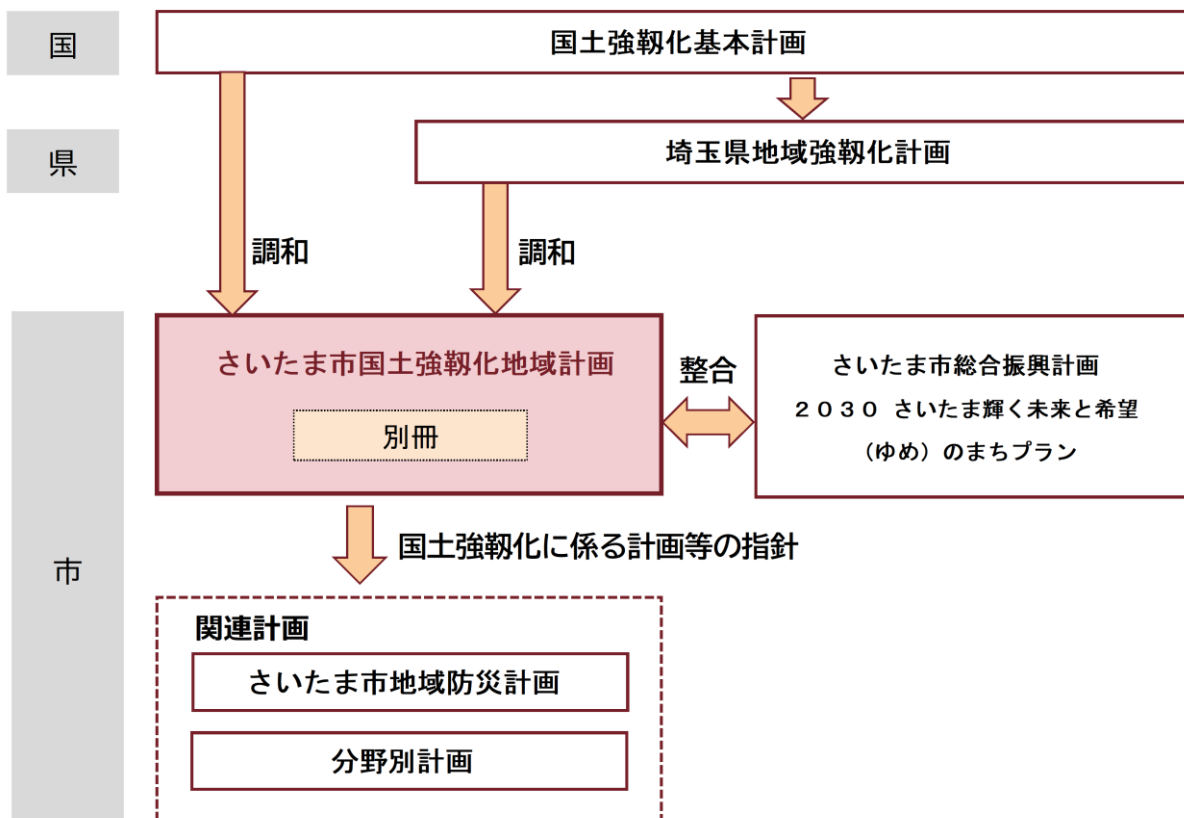 国
国土強靱化基本計画
県
埼玉県地域強靱化計画
調和
調和
市
さいたま市国土強靱化地域計画
別冊
整合
さいたま市総合振興計画
２０３０ さいたま輝く未来と希望
（ゆめ）のまちプラン
国土強靱化に係る計画等の指針
関連計画
さいたま市地域防災計画
分野別計画